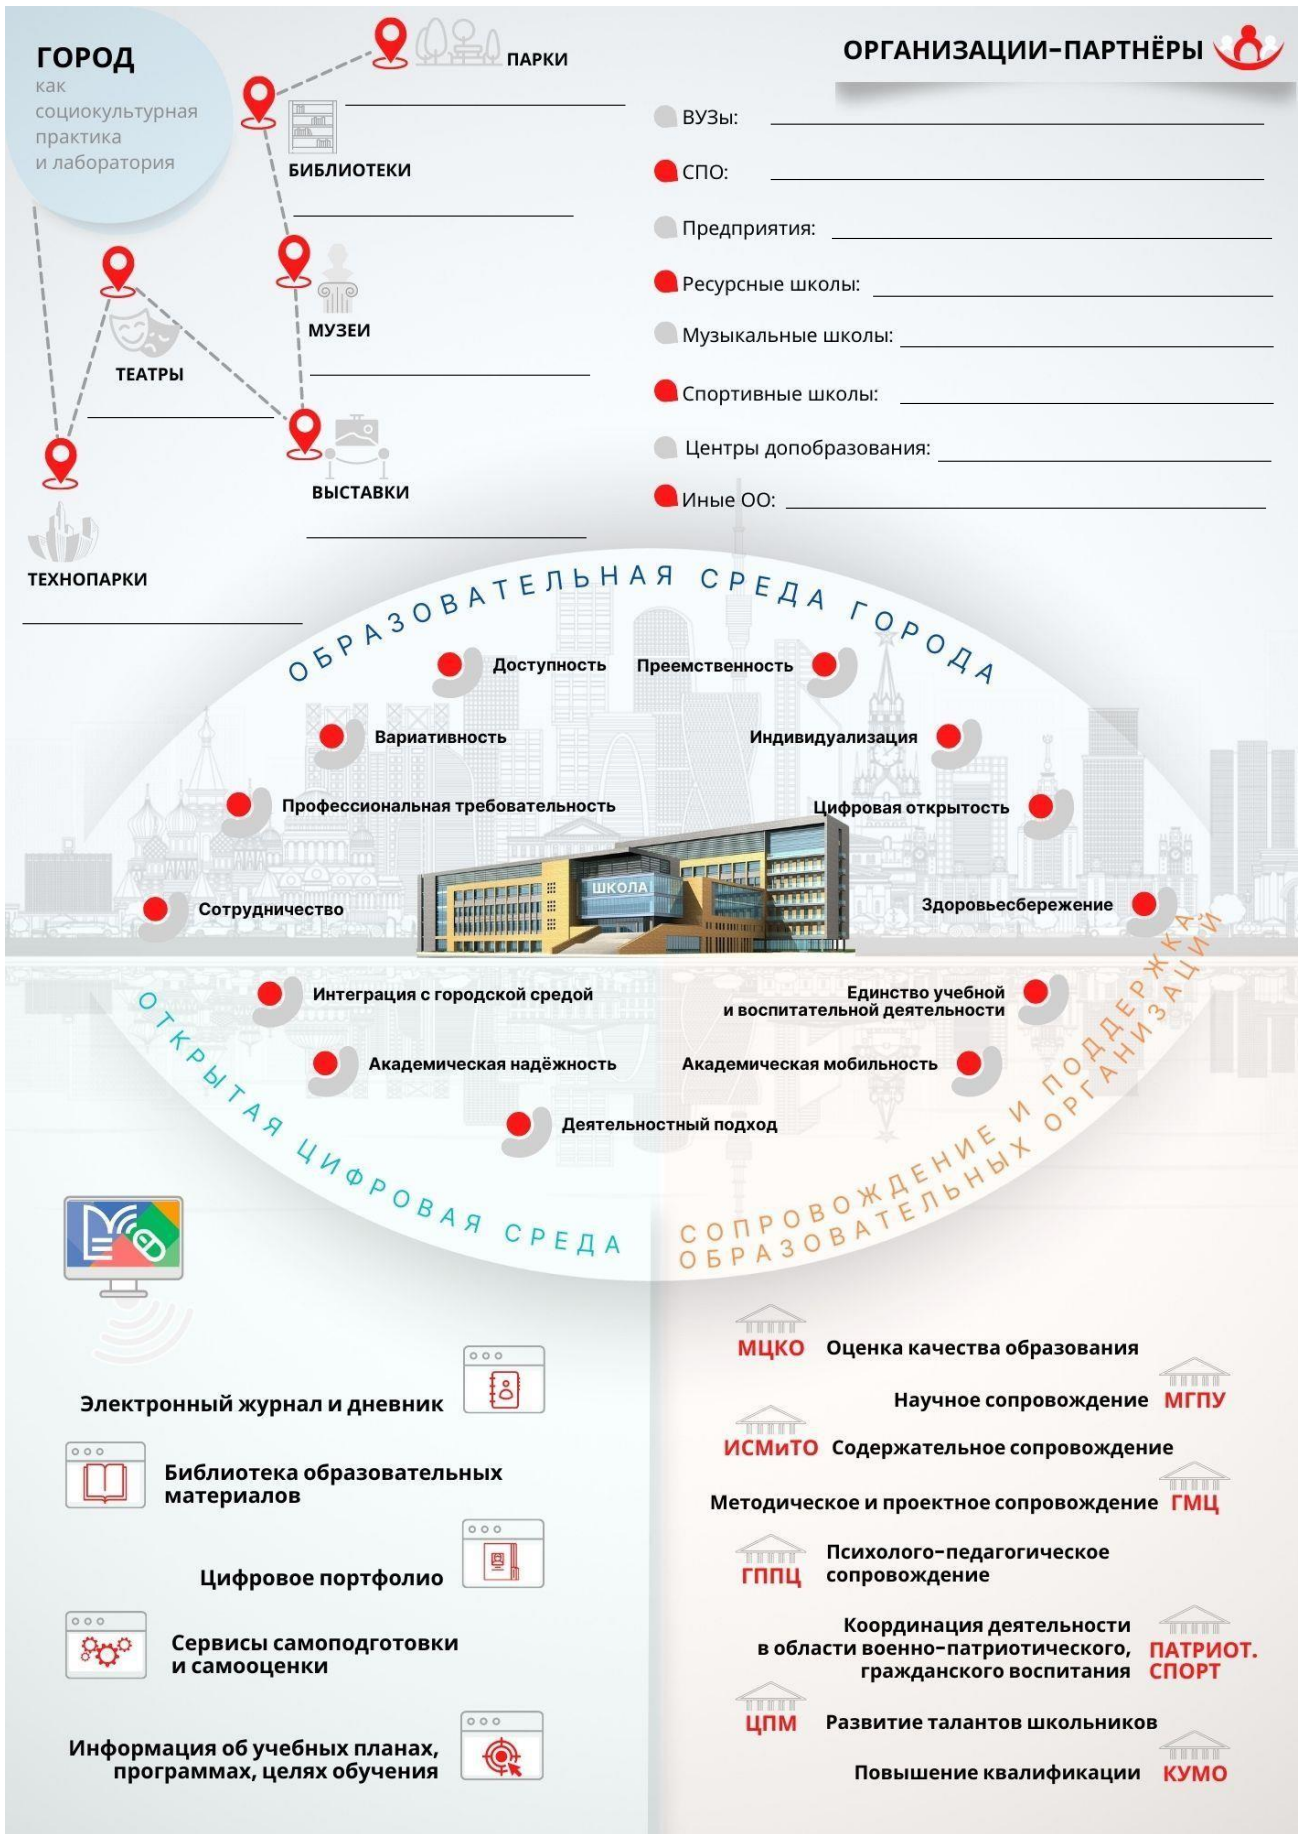 ГОРОД
как
социокультурная
практика
и лаборатория
ПАРКИ
БИБЛИОТЕКИ
МУЗЕИ
ТЕАТРЫ
ВЫСТАВКИ
ТЕХНОПАРКИ
ОРГАНИЗАЦИИ-ПАРТНЁРЫ
ВУЗы:
СПО:
Предприятия:
Ресурсные школы:
Музыкальные школы:
Спортивные школы:
Центры допобразования:
Иные ОО:
ОБРАЗОВАТЕЛЬНАЯ СРЕДА ГОРОДА
Доступность
Преемственность
Вариативность
Индивидуализация
Профессиональная требовательность
Цифровая открытость
ШКОЛА
Сотрудничество
Здоровьесбережение
Интеграция с городской средой
Единство учебной
и воспитательной деятельности
Академическая надёжность
Академическая мобильность
Деятельностный подход
ОТКРЫТАЯ ЦИФРОВАЯ СРЕДА
СОПРОВОЖДЕНИЕ И ПОДДЕРЖКА
ОБРАЗОВАТЕЛЬНЫХ ОРГАНИЗАЦИЙ
Электронный журнал и дневник
Библиотека образовательных
материалов
Цифровое портфолио
Сервисы самоподготовки
и самооценки
Информация об учебных планах,
программах, целях обучения
МЦКО Оценка качества образования
Научное сопровождение МГПУ
ИСМиТО Содержательное сопровождение
Методическое и проектное сопровождение ГМЦ
Психолого-педагогическое
ГППЦ сопровождение
Координация деятельности
в области военно-патриотического, ПАТРИОТ.
гражданского воспитания СПОРТ
ЦПМ Развитие талантов школьников
Повышение квалификации КУМО